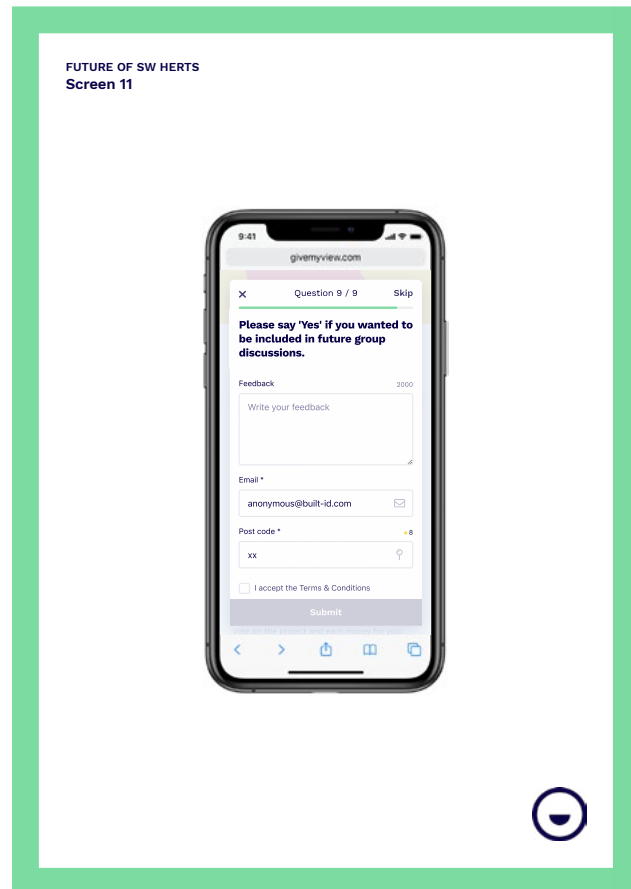 FUTURE OF SW HERTS
Screen 11
9:41
givemyview.com
Question 9 / 9
Skip
Please say 'Yes' if you wanted to
be included in future group
discussions.
Feedback
2000
Write your feedback
Email *
anonymous@built-id.com
Post code *
8
xx
I accept the Terms & Conditions
Submit